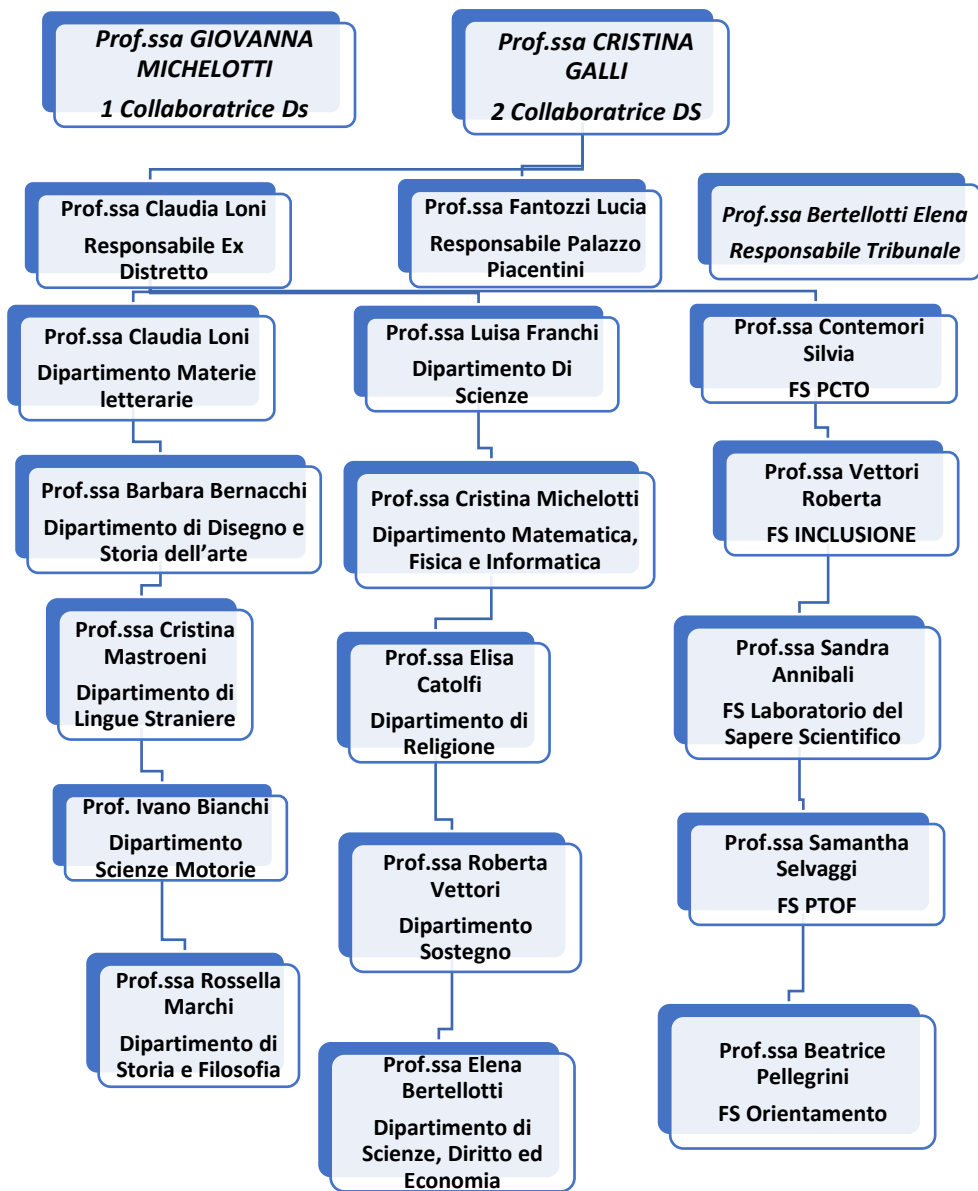 Prof.ssa GIOVANNA
MICHELOTTI
1 Collaboratrice Ds
Prof.ssa CRISTINA
GALLI
2 Collaboratrice DS
Prof.ssa Claudia Loni
Responsabile Ex
Distretto
Prof.ssa Fantozzi Lucia
Responsabile Palazzo
Piacentini
Prof.ssa Bertellotti Elena
Responsabile Tribunale
Prof.ssa Claudia Loni
Dipartimento Materie
letterarie
Prof.ssa Luisa Franchi
Dipartimento Di
Scienze
Prof.ssa Contemori
Silvia
FS PCTO
Prof.ssa Barbara Bernacchi
Dipartimento di Disegno e
Storia dell’arte
Prof.ssa Cristina Michelotti
Dipartimento Matematica,
Fisica e Informatica
Prof.ssa Vettori
Roberta
FS INCLUSIONE
Prof.ssa Cristina
Mastroeni
Dipartimento di
Lingue Straniere
Prof.ssa Elisa
Catolfi
Dipartimento di
Religione
Prof.ssa Sandra
Annibali
FS Laboratorio del
Sapere Scientifico
Prof. Ivano Bianchi
Dipartimento
Scienze Motorie
Prof.ssa Roberta
Vettori
Dipartimento
Sostegno
Prof.ssa Samantha
Selvaggi
FS PTOF
Prof.ssa Rossella
Marchi
Dipartimento di
Storia e Filosofia
Prof.ssa Elena
Bertellotti
Dipartimento di
Scienze, Diritto ed
Economia
Prof.ssa Beatrice
Pellegrini
FS Orientamento